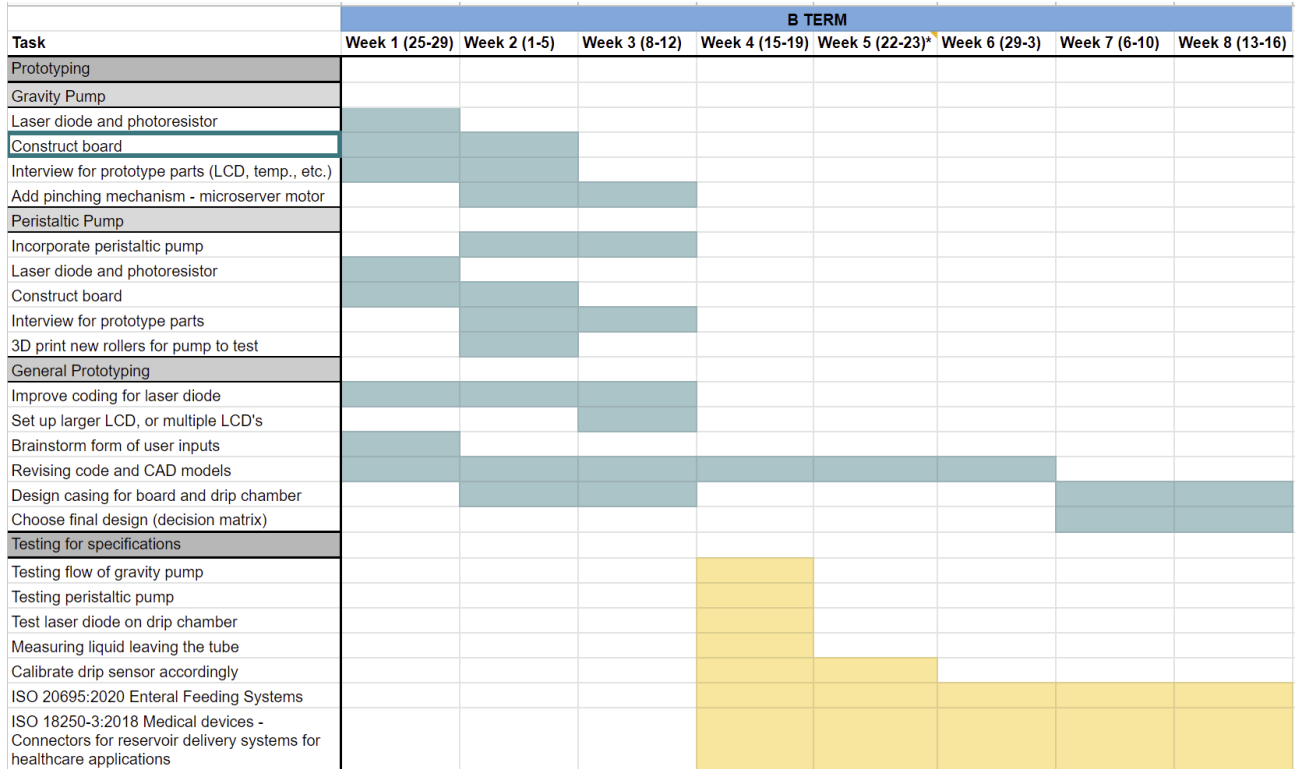 B TERM
Task Week 1 (25-29) Week 2 (1-5) Week 3 (8-12) Week 4 (15-19) Week 5 (22-23)* Week 6 (29-3) Week 7 (6-10) Week 8 (13-16)
Prototyping
Gravity Pump
Laser diode and photoresistor
Construct board
Interview for prototype parts (LCD, temp., etc.)
Add pinching mechanism - microserver motor
Peristaltic Pump
Incorporate peristaltic pump
Laser diode and photoresistor
Construct board
Interview for prototype parts
3D print new rollers for pump to test
General Prototyping
Improve coding for laser diode
Set up larger LCD, or multiple LCD's
Brainstorm form of user inputs
Revising code and CAD models
Design casing for board and drip chamber
Choose final design (decision matrix)
Testing for specifications
Testing flow of gravity pump
Testing peristaltic pump
Test laser diode on drip chamber
Measuring liquid leaving the tube
Calibrate drip sensor accordingly
ISO 20695:2020 Enteral Feeding Systems
ISO 18250-3:2018 Medical devices -
Connectors for reservoir delivery systems for
healthcare applications